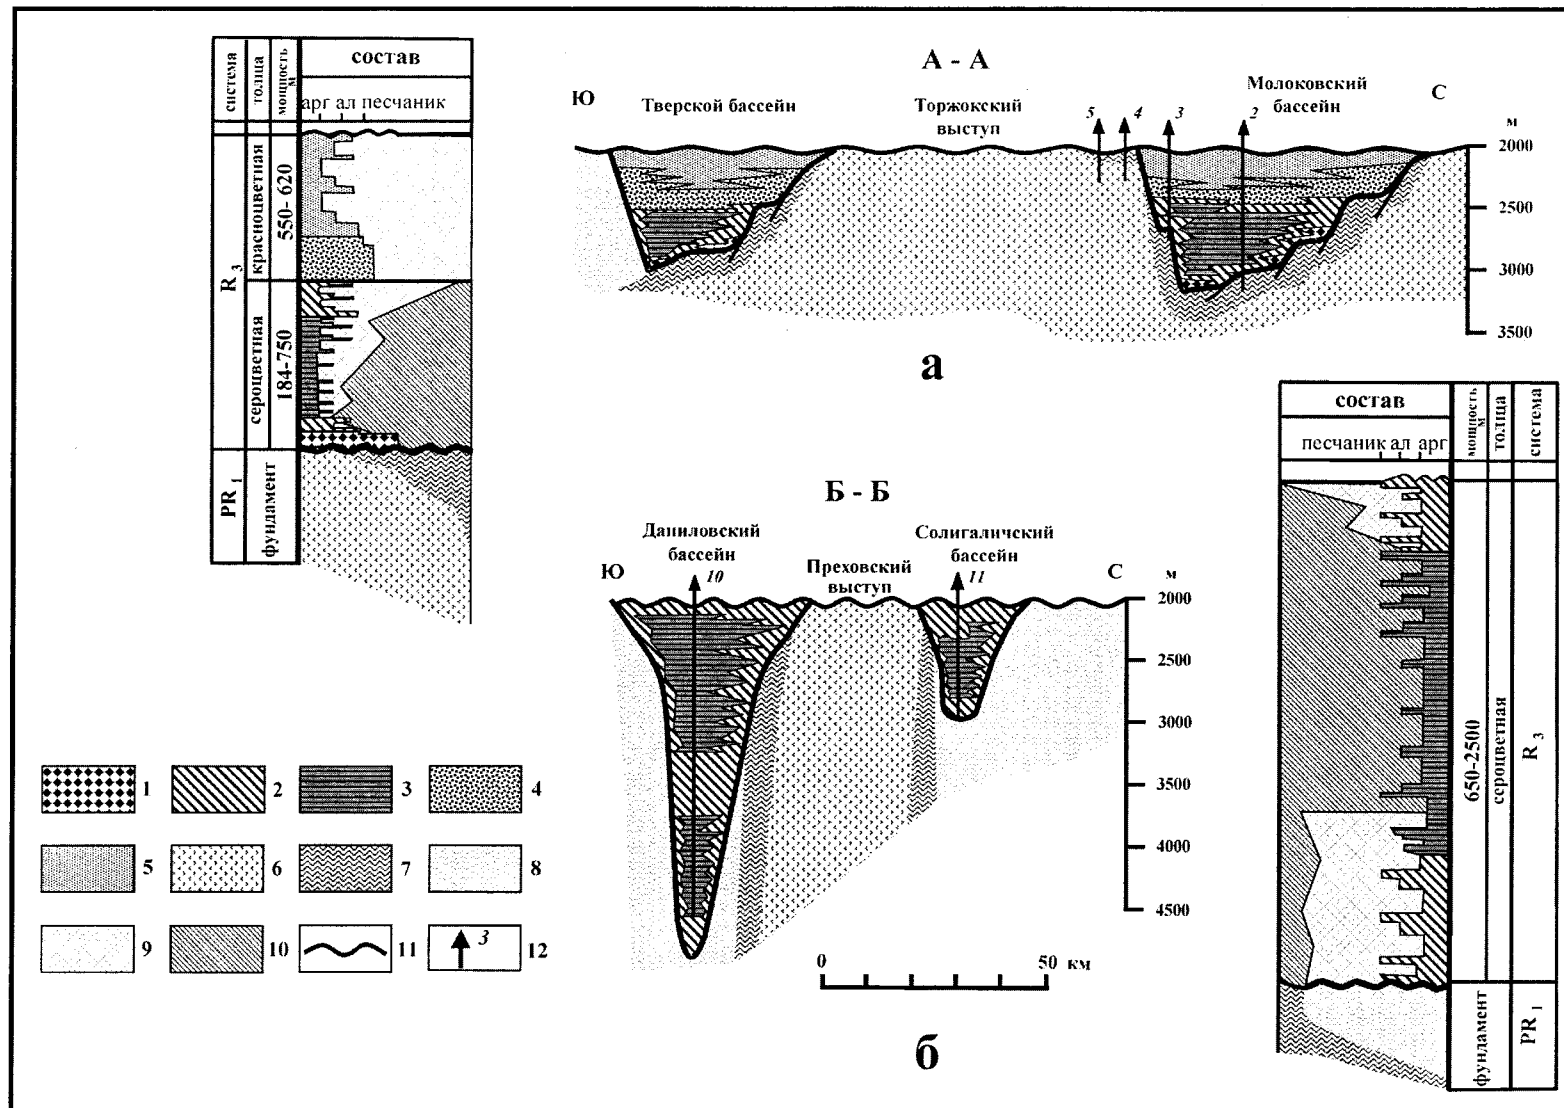 состав
система
толща
мощность
м
арг ал песчаник
R3
красноцветная
550- 620
сероцветная
184-750
PR1
фундамент
А - А
Ю
Тверской бассейн
Торжокский
выступ
5
4
3
2
Молоковский
бассейн
С
м
2000
2500
3000
3500
а
Б - Б
Ю
Даниловский
бассейн
10
Преховский
выступ
Солигаличский
бассейн
11
С
м
2000
2500
3000
3500
4000
4500
0
50 км
б
состав
мощность
м
толща
система
песчаник ал арг
650-2500
сероцветная
R3
фундамент
PR1
1
2
3
4
5
6
7
8
9
10
11
3
12